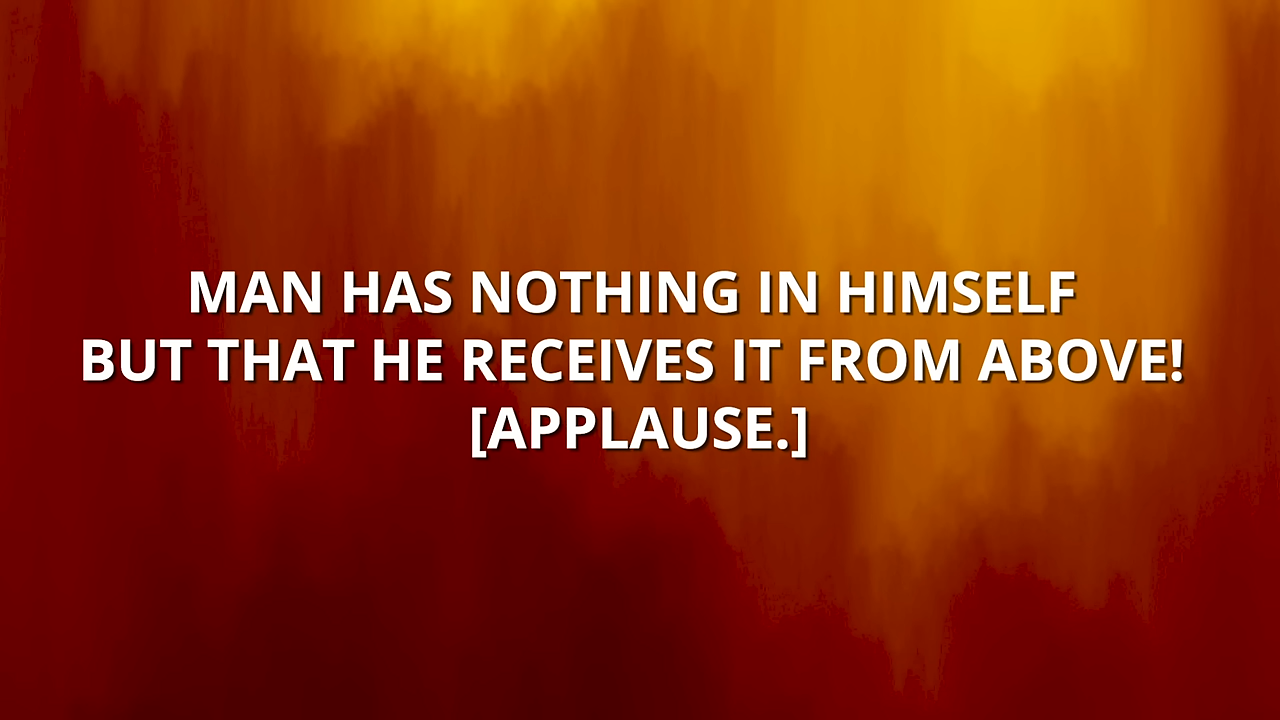 MAN HAS NOTHING IN HIMSELF
BUT THAT HE RECEIVES IT FROM ABOVE!
[APPLAUSE.]